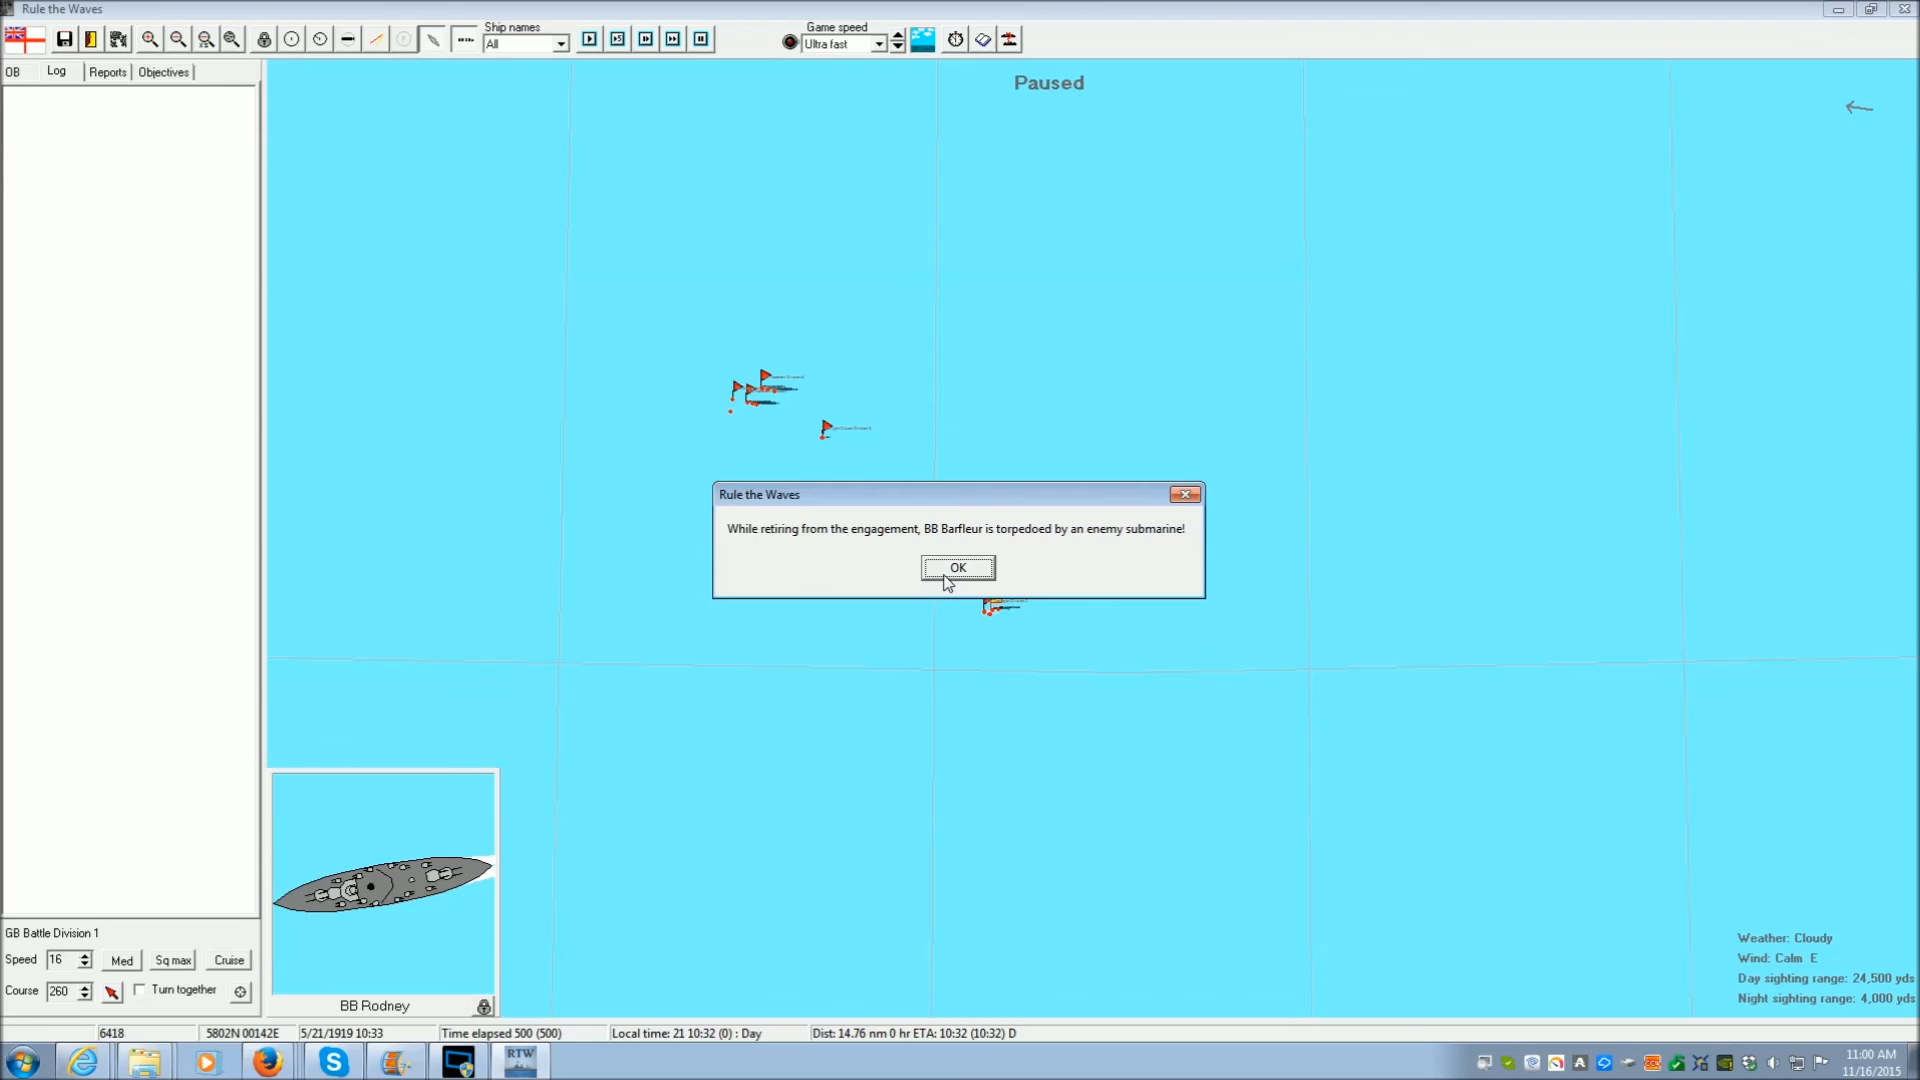 Rule the Waves
Ship names
All
Game speed
Ultra fast
OB
Log
Reports
Objectives
Paused
Rule the Waves
While retiring from the engagement, BB Barfleur is torpedoed by an enemy submarine!
OK
GB Battle Division 1
Speed 16 Med Sq max Cruise
Course 260 Turn together
BB Rodney
Weather: Cloudy
Wind: Calm E
Day sighting range: 24,500 yds
Night sighting range: 4,000 yds
6418 5802N 00142E 5/21/1919 10:33 Time elapsed 500 (500) Local time: 21 10:32 (0) : Day Dist: 14.76 nm 0 hr ETA: 10:32 (10:32) D
RTW
11:00 AM
11/16/2015